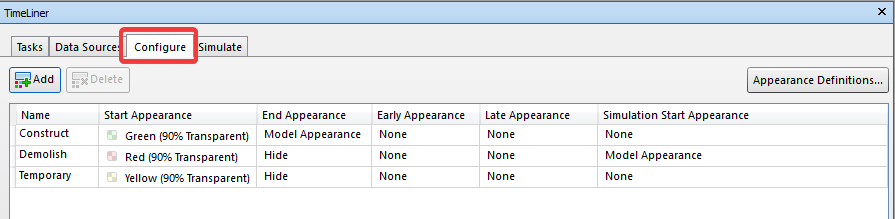 TimeLiner
Tasks Data Sources Configure Simulate
Add Delete Appearance Definitions...
Name Start Appearance End Appearance Early Appearance Late Appearance Simulation Start Appearance
Construct Green (90% Transparent) Model Appearance None None None
Demolish Red (90% Transparent) Hide None None Model Appearance
Temporary Yellow (90% Transparent) Hide None None None